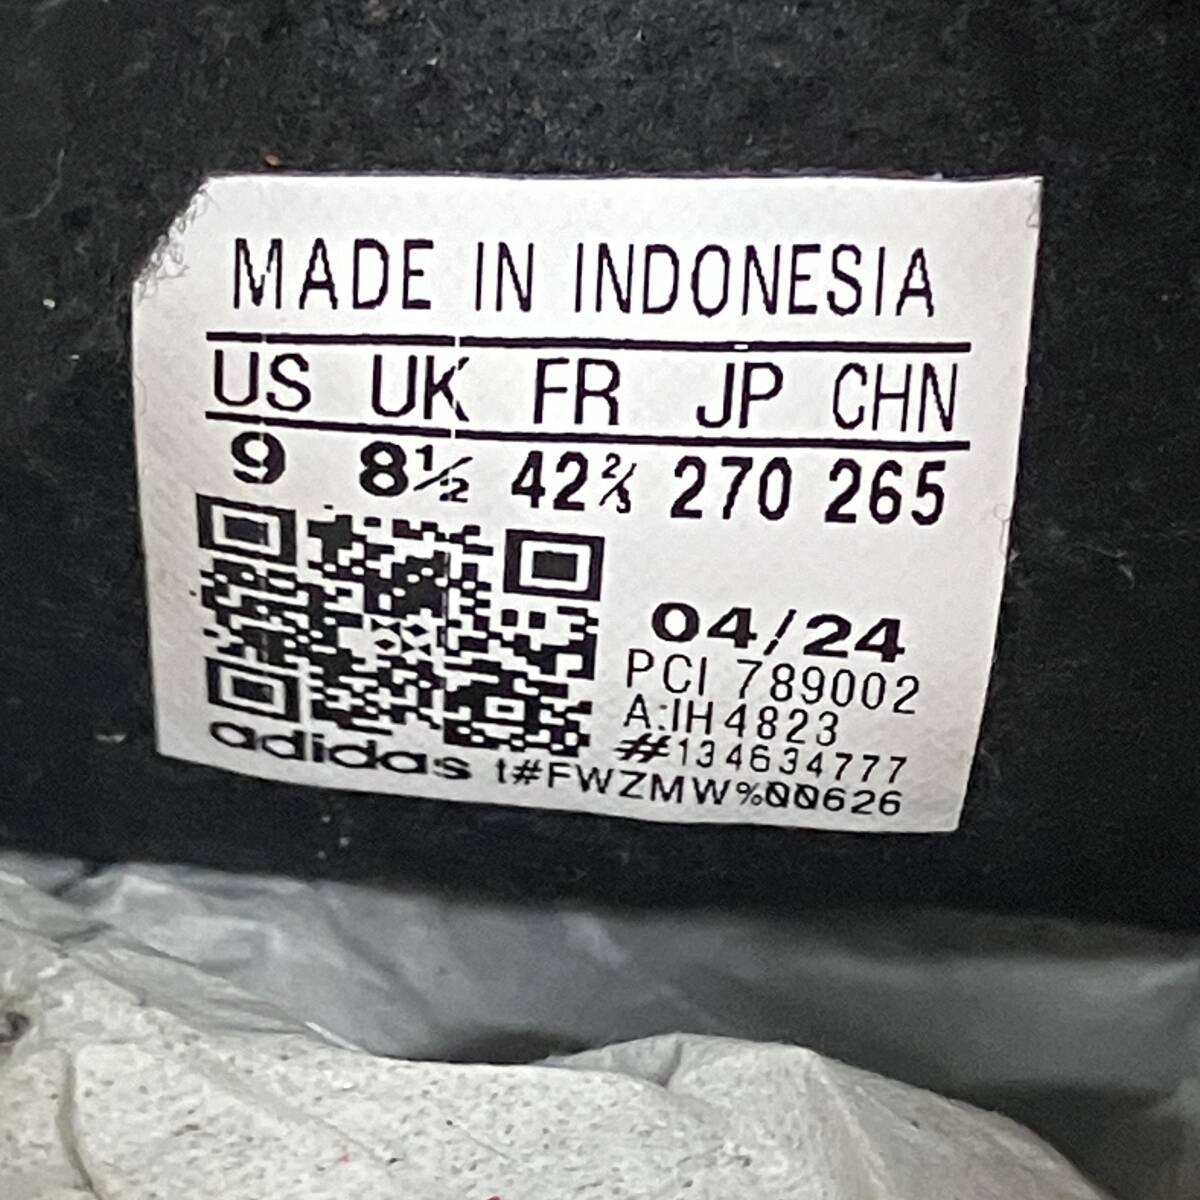 MADE IN INDONESIA
US UK FR JP CHN
9 8½ 42⅔ 270 265
04/24
PCI 789002
A:IH4823
#134634777
adidas t#FWZMW%00626